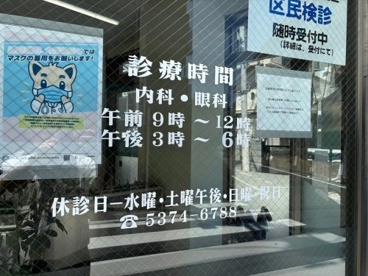 では
マスクの着用をお願いします!
区民検診
随時受付中
(詳細は、受付にて)
診療時間
内科・眼科
午前9時~12時
午後3時~6時
休診日ー水曜・土曜午後・日曜・祝日
☎5374-6788